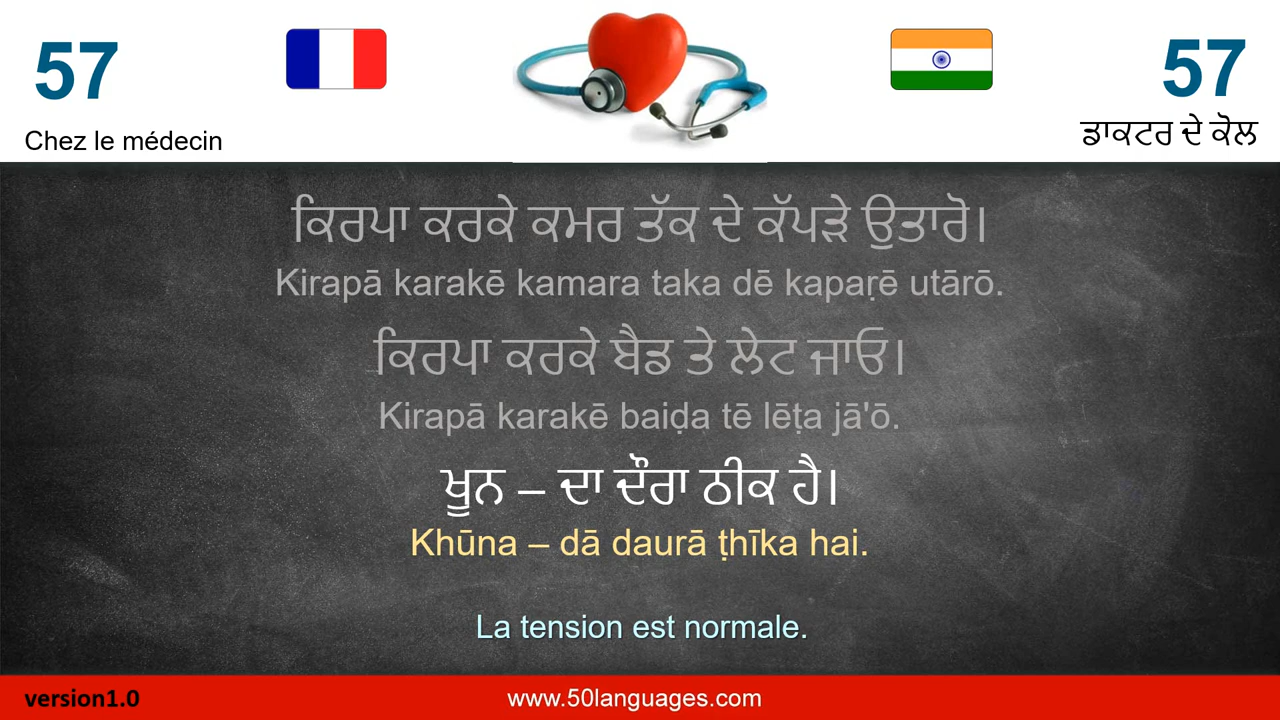 57
57
Chez le médecin
ਡਾਕਟਰ ਦੇ ਕੋਲ
ਕਿਰਪਾ ਕਰਕੇ ਕਮਰ ਤੱਕ ਦੇ ਕੱਪੜੇ ਉਤਾਰੋ।
Kirapā karakē kamara taka dē kapaṛē utārō.
ਕਿਰਪਾ ਕਰਕੇ ਬੈਡ ਤੇ ਲੇਟ ਜਾਓ।
Kirapā karakē baiḍa tē lēṭa jā'ō.
ਖੂਨ – ਦਾ ਦੌਰਾ ਠੀਕ ਹੈ।
Khūna – dā daurā ṭhīka hai.
La tension est normale.
version1.0
www.50languages.com